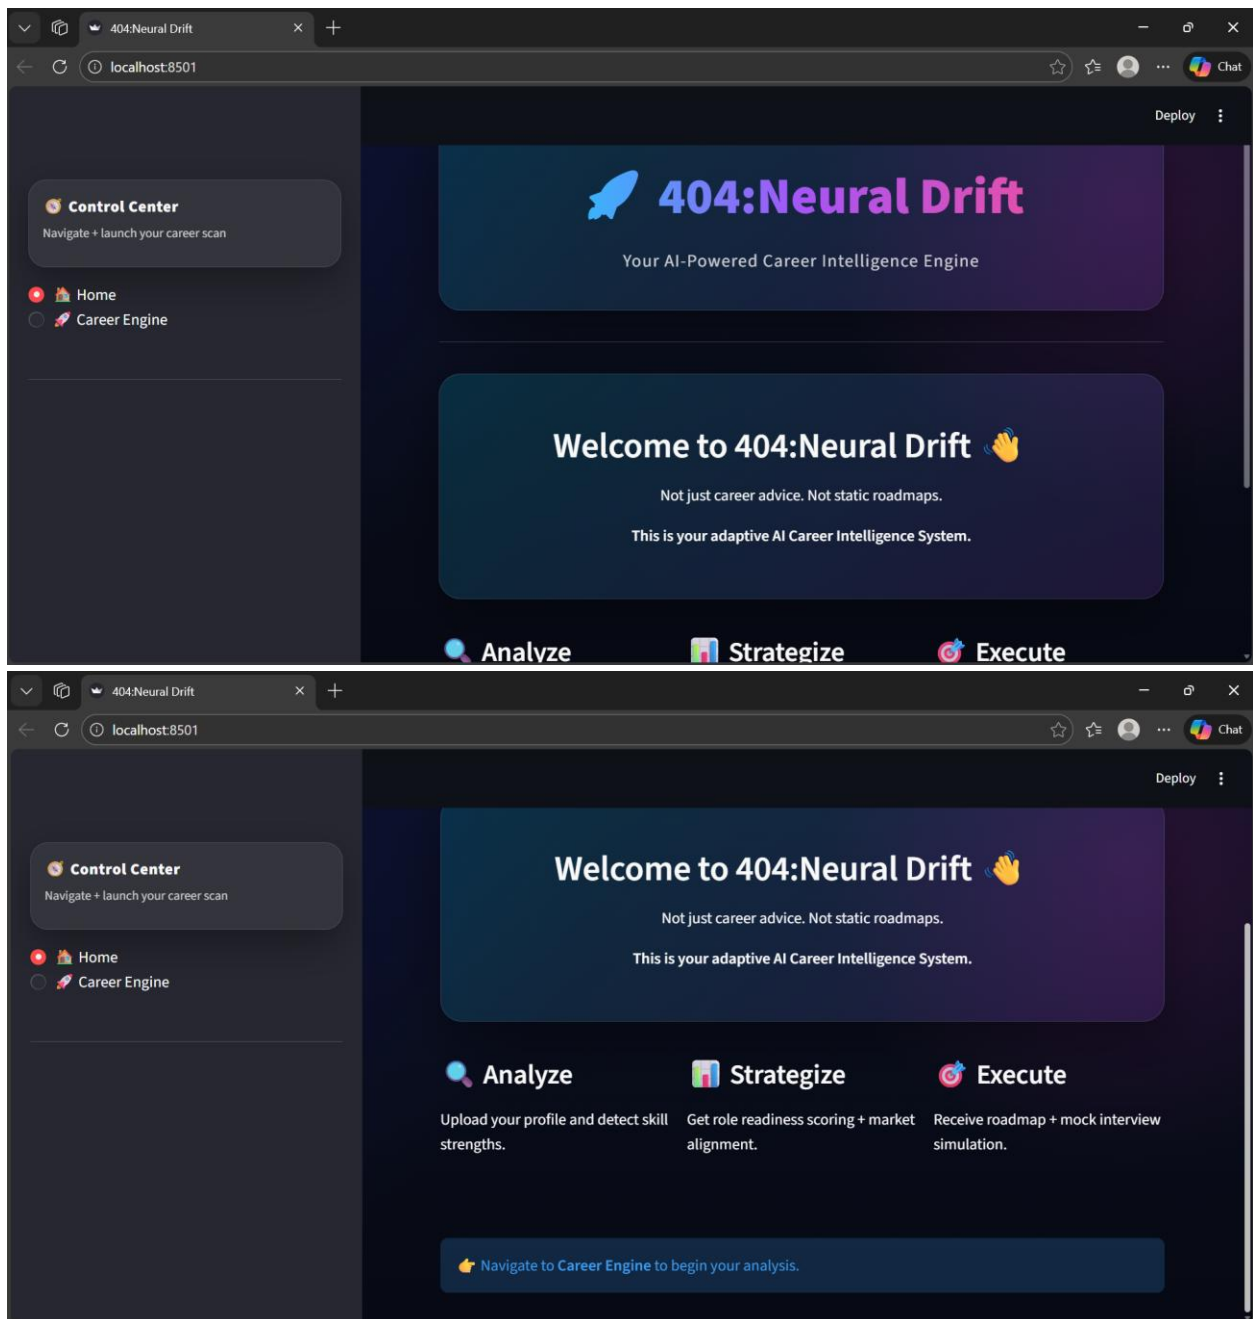 404:Neural Drift
localhost:8501
Chat
Deploy
Control Center
Navigate + launch your career scan
Home
Career Engine
404:Neural Drift
Your AI-Powered Career Intelligence Engine
Welcome to 404:Neural Drift
Not just career advice. Not static roadmaps.
This is your adaptive AI Career Intelligence System.
Analyze Strategize Execute
404:Neural Drift
localhost:8501
Chat
Deploy
Control Center
Navigate + launch your career scan
Home
Career Engine
Welcome to 404:Neural Drift
Not just career advice. Not static roadmaps.
This is your adaptive AI Career Intelligence System.
Analyze
Upload your profile and detect skill
strengths.
Strategize
Get role readiness scoring + market
alignment.
Execute
Receive roadmap + mock interview
simulation.
Navigate to Career Engine to begin your analysis.